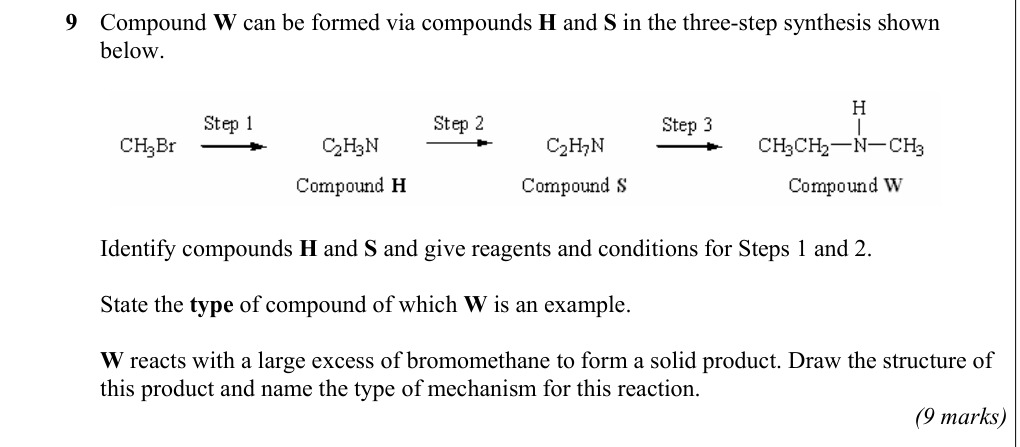 9 Compound W can be formed via compounds H and S in the three-step synthesis shown
below.
Step 1 Step 2 Step 3 H
CH₃Br C₂H₃N C₂H₇N CH₃CH₂—N—CH₃
Compound H Compound S Compound W
Identify compounds H and S and give reagents and conditions for Steps 1 and 2.
State the type of compound of which W is an example.
W reacts with a large excess of bromomethane to form a solid product. Draw the structure of
this product and name the type of mechanism for this reaction.
(9 marks)